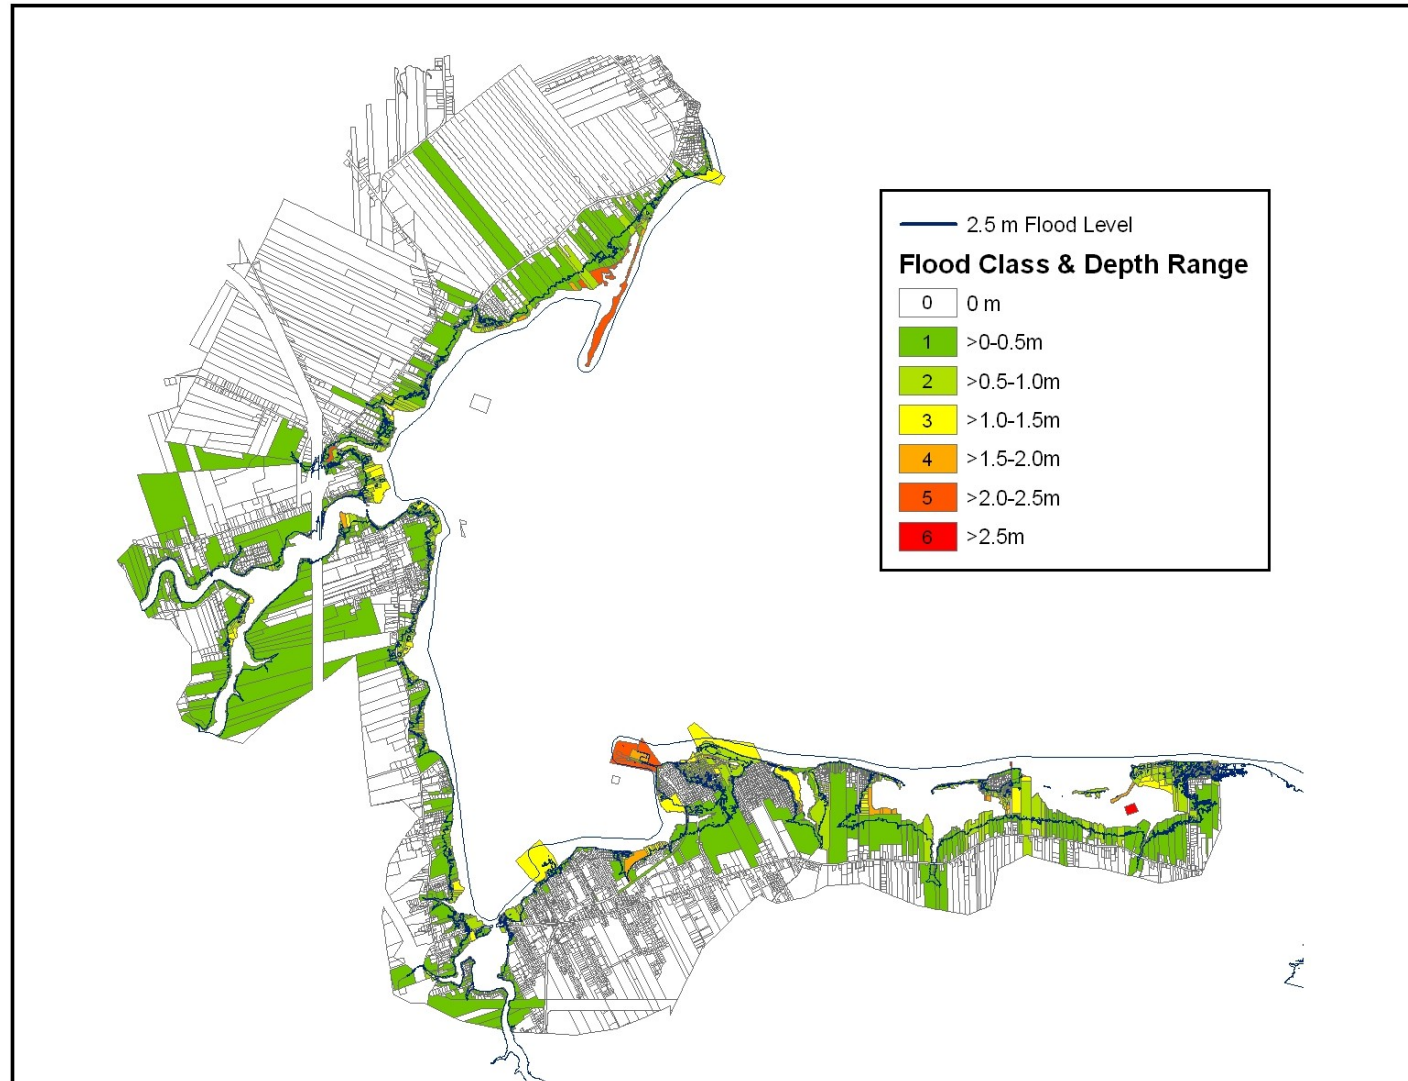 2.5 m Flood Level
Flood Class & Depth Range
0 0 m
1 >0-0.5m
2 >0.5-1.0m
3 >1.0-1.5m
4 >1.5-2.0m
5 >2.0-2.5m
6 >2.5m